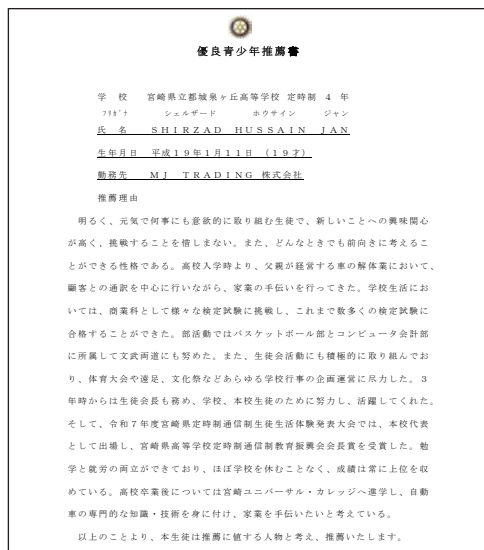 優良青少年推薦書
学 校 宮崎県立都城泉ヶ丘高等学校 定時制 4 年
フリガナ シェルザード ホウサイン ジャン
氏 名 SHIRZAD HUSSAIN JAN
生年月日 平成19年1月11日 (19才)
勤務先 MJ TRADING 株式会社
推薦理由
明るく、元気で何事にも意欲的に取り組む生徒で、新しいことへの興味関心
が高く、挑戦することを惜しまない。また、どんなときでも前向きに考えるこ
とができる性格である。高校入学時より、父親が経営する車の解体業において、
顧客との通訳を中心に行いながら、家業の手伝いを行ってきた。学校生活にお
いては、商業科として様々な検定試験に挑戦し、これまで数多くの検定試験に
合格することができた。部活動ではバスケットボール部とコンピュータ会計部
に所属して文武両道にも努めた。また、生徒会活動にも積極的に取り組んでお
り、体育大会や遠足、文化祭などあらゆる学校行事の企画運営に尽力した。3
年時からは生徒会長も務め、学校、本校生徒のために努力し、活躍してくれた。
そして、令和7年度宮崎県定時制通信制生徒生活体験発表大会では、本校代表
として出場し、宮崎県高等学校定時制通信制教育振興会会長賞を受賞した。勉
学と就労の両立ができており、ほぼ学校を休むことなく、成績は常に上位を収
めている。高校卒業後については宮崎ユニバーサル・カレッジへ進学し、自動
車の専門的な知識・技術を身に付け、家業を手伝いたいと考えている。
以上のことより、本生徒は推薦に値する人物と考え、推薦いたします。